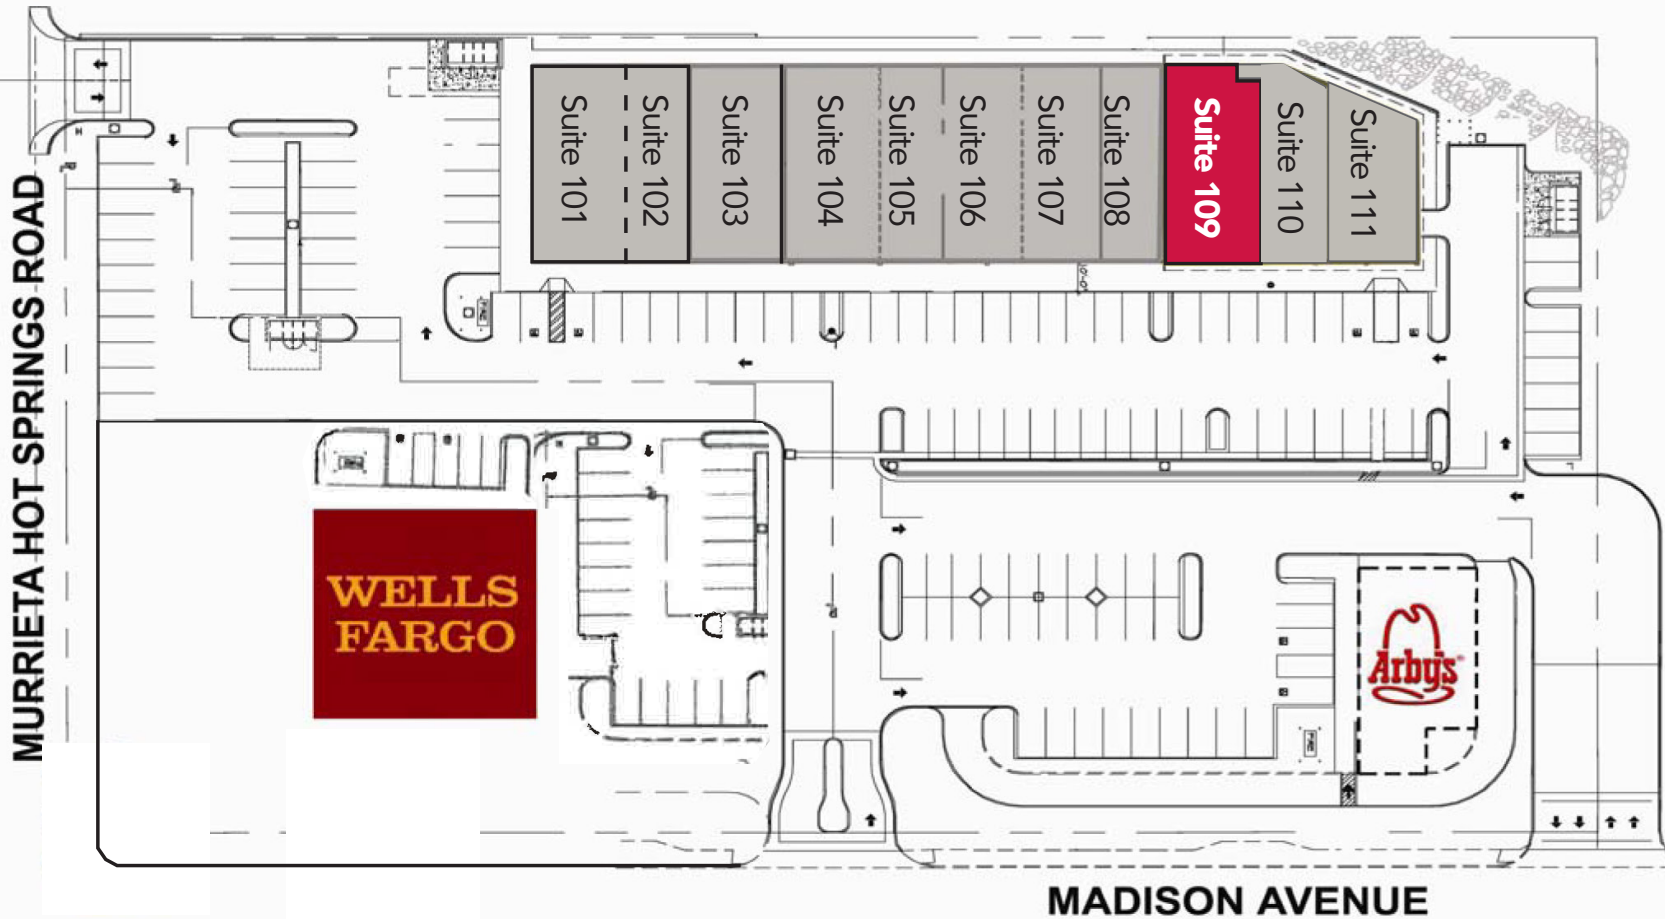 Suite 101
Suite 102
Suite 103
Suite 104
Suite 105
Suite 106
Suite 107
Suite 108
Suite 109
Suite 110
Suite 111
MURRIETA HOT SPRINGS ROAD
WELLS
FARGO
Arby's
MADISON AVENUE